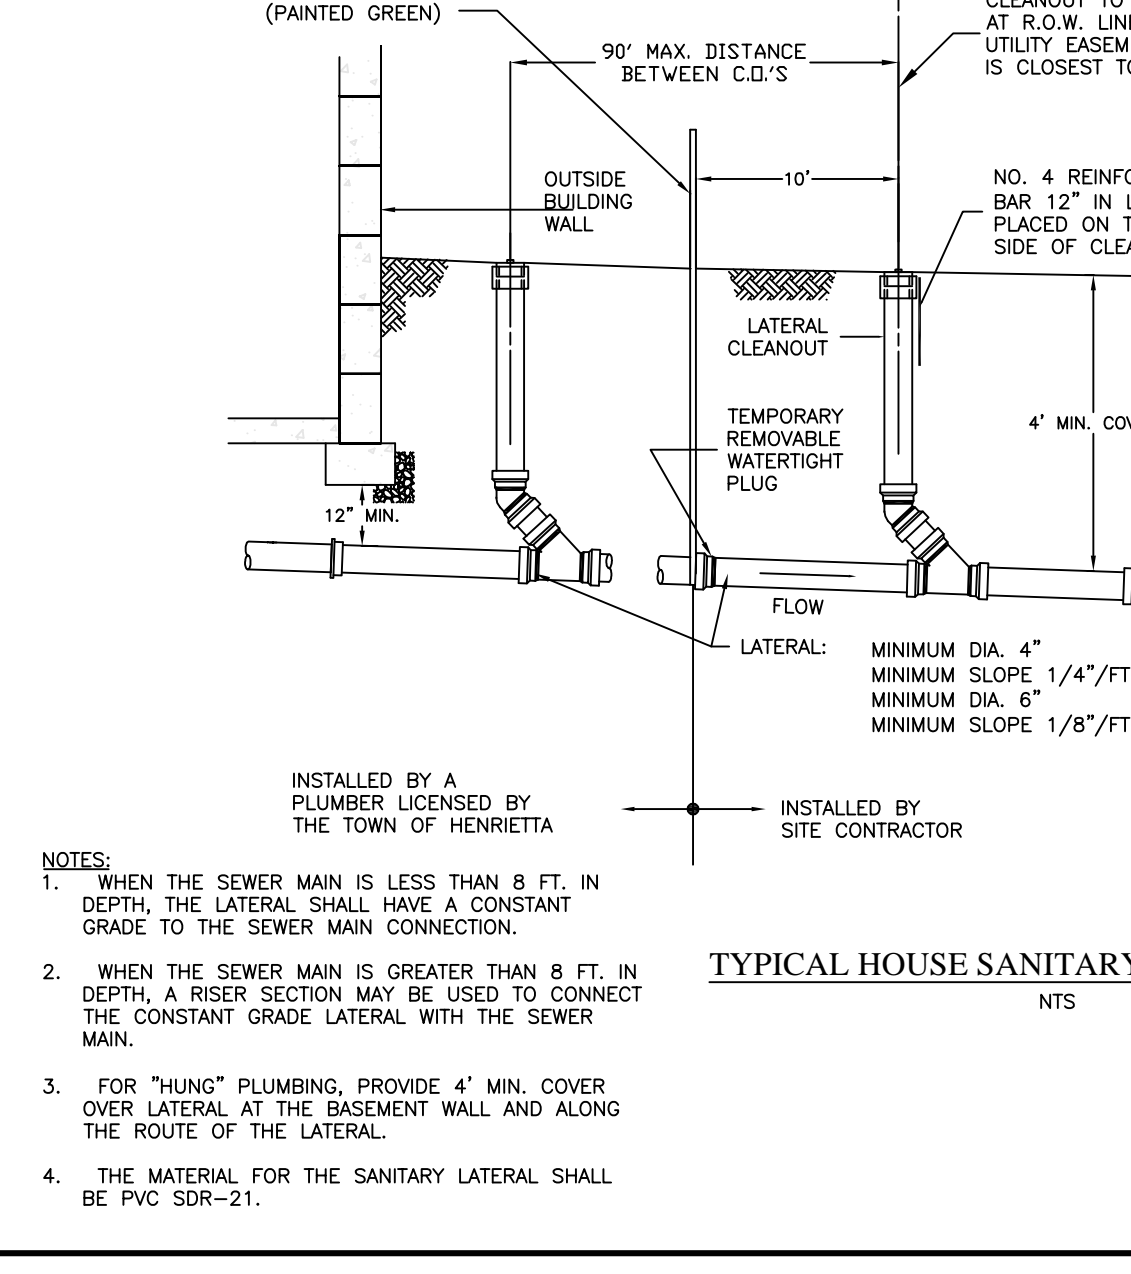 (PAINTED GREEN)
90' MAX. DISTANCE
BETWEEN C.O.'S
CLEANOUT TO
AT R.O.W.
UTILITY
IS CLOSEST
OUTSIDE
BUILDING
WALL
10'
NO. 4
BAR 12" IN
PLACED ON
SIDE OF
LATERAL
CLEANOUT
TEMPORARY
REMOVABLE
WATERTIGHT
PLUG
4' MIN.
12" MIN.
FLOW
LATERAL:
MINIMUM DIA. 4"
MINIMUM SLOPE 1/4"/FT
MINIMUM DIA. 6"
MINIMUM SLOPE 1/8"/FT
INSTALLED BY A
PLUMBER LICENSED BY
THE TOWN OF HENRIETTA
INSTALLED BY
SITE CONTRACTOR
NOTES:
1. WHEN THE SEWER MAIN IS LESS THAN 8 FT. IN
DEPTH, THE LATERAL SHALL HAVE A CONSTANT
GRADE TO THE SEWER MAIN CONNECTION.
2. WHEN THE SEWER MAIN IS GREATER THAN 8 FT. IN
DEPTH, A RISER SECTION MAY BE USED TO CONNECT
THE CONSTANT GRADE LATERAL WITH THE SEWER
MAIN.
3. FOR "HUNG" PLUMBING, PROVIDE 4' MIN. COVER
OVER LATERAL AT THE BASEMENT WALL AND ALONG
THE ROUTE OF THE LATERAL.
4. THE MATERIAL FOR THE SANITARY LATERAL SHALL
BE PVC SDR-21.
TYPICAL HOUSE SANITARY
NTS